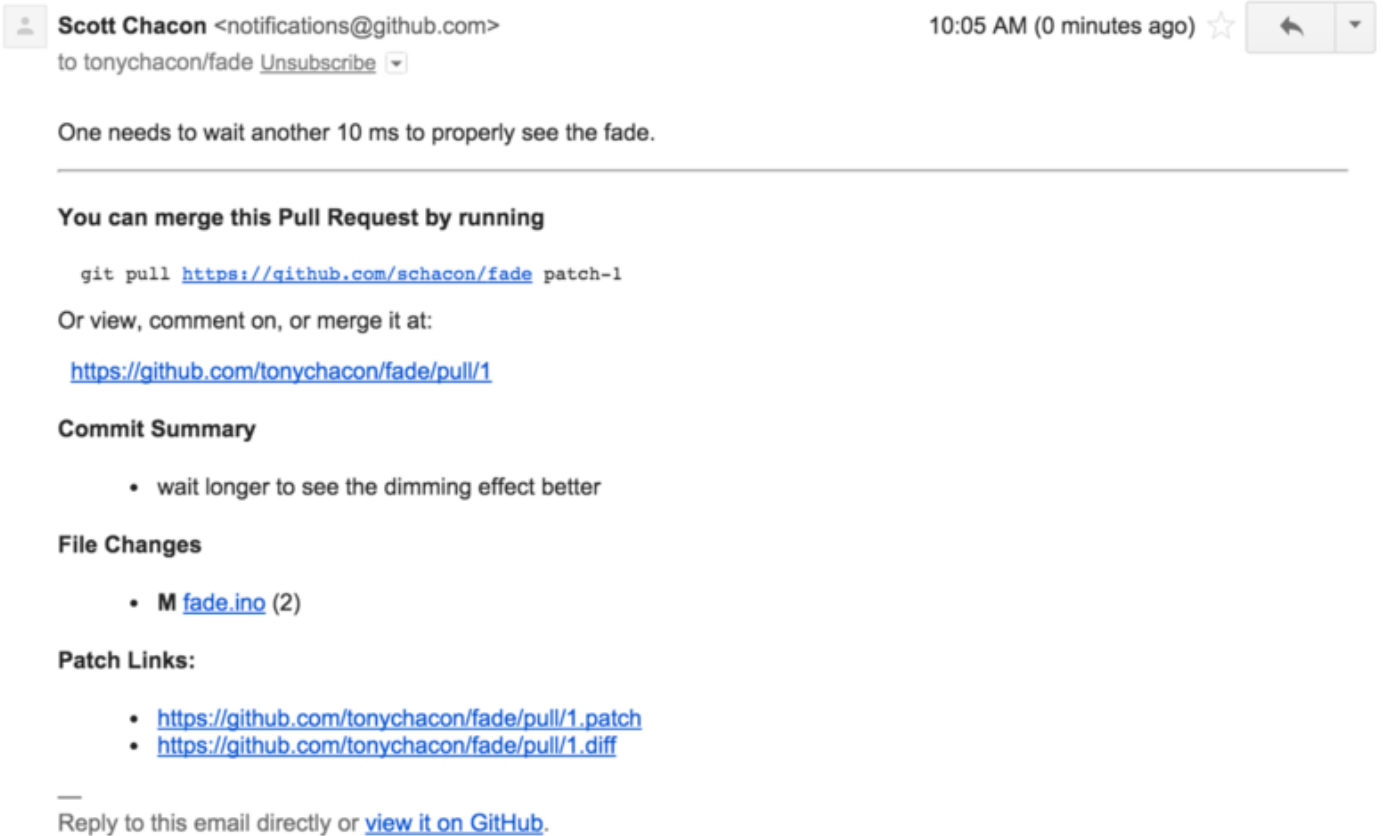 Scott Chacon <notifications@github.com> 10:05 AM (0 minutes ago)
to tonychacon/fade Unsubscribe
One needs to wait another 10 ms to properly see the fade.
You can merge this Pull Request by running
git pull https://github.com/schacon/fade patch-1
Or view, comment on, or merge it at:
https://github.com/tonychacon/fade/pull/1
Commit Summary
• wait longer to see the dimming effect better
File Changes
• M fade.ino (2)
Patch Links:
• https://github.com/tonychacon/fade/pull/1.patch
• https://github.com/tonychacon/fade/pull/1.diff
—
Reply to this email directly or view it on GitHub.